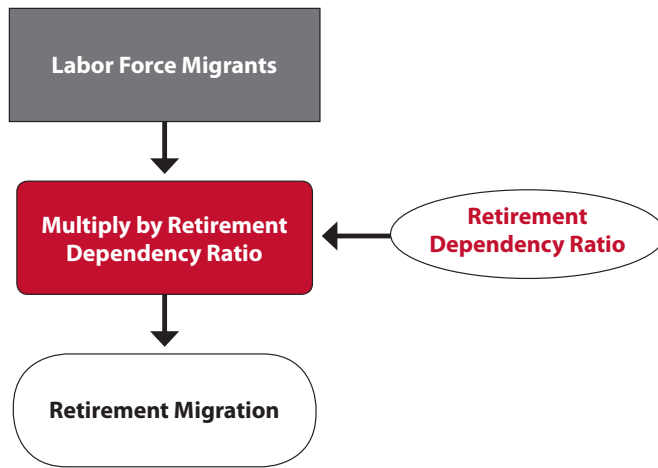 Labor Force Migrants
Multiply by Retirement
Dependency Ratio
Retirement
Dependency Ratio
Retirement Migration